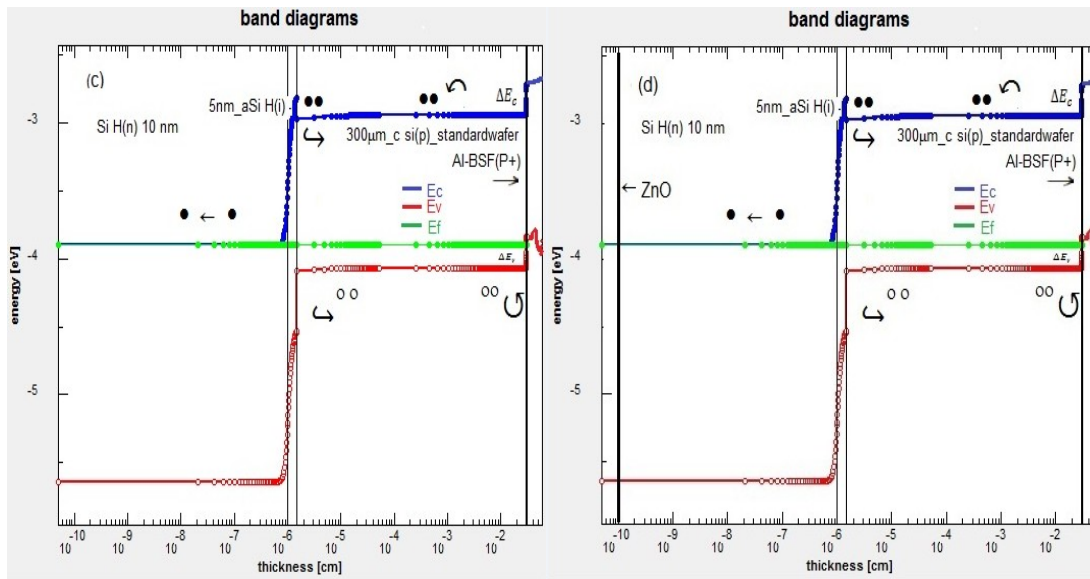 band diagrams
(c)
5nm_aSi H(i)
ΔE_c
Si H(n) 10 nm
300μm_c si(p)_standardwafer
Al-BSF(P+)
Ec
Ev
Ef
ΔE_v
-3
-4
-5
energy [eV]
10^-10 10^-9 10^-8 10^-7 10^-6 10^-5 10^-4 10^-3 10^-2
thickness [cm]
band diagrams
(d)
5nm_aSi H(i)
ΔE_c
Si H(n) 10 nm
300μm_c si(p)_standardwafer
Al-BSF(P+)
← ZnO
Ec
Ev
Ef
ΔE_v
-3
-4
-5
energy [eV]
10^-10 10^-9 10^-8 10^-7 10^-6 10^-5 10^-4 10^-3 10^-2
thickness [cm]